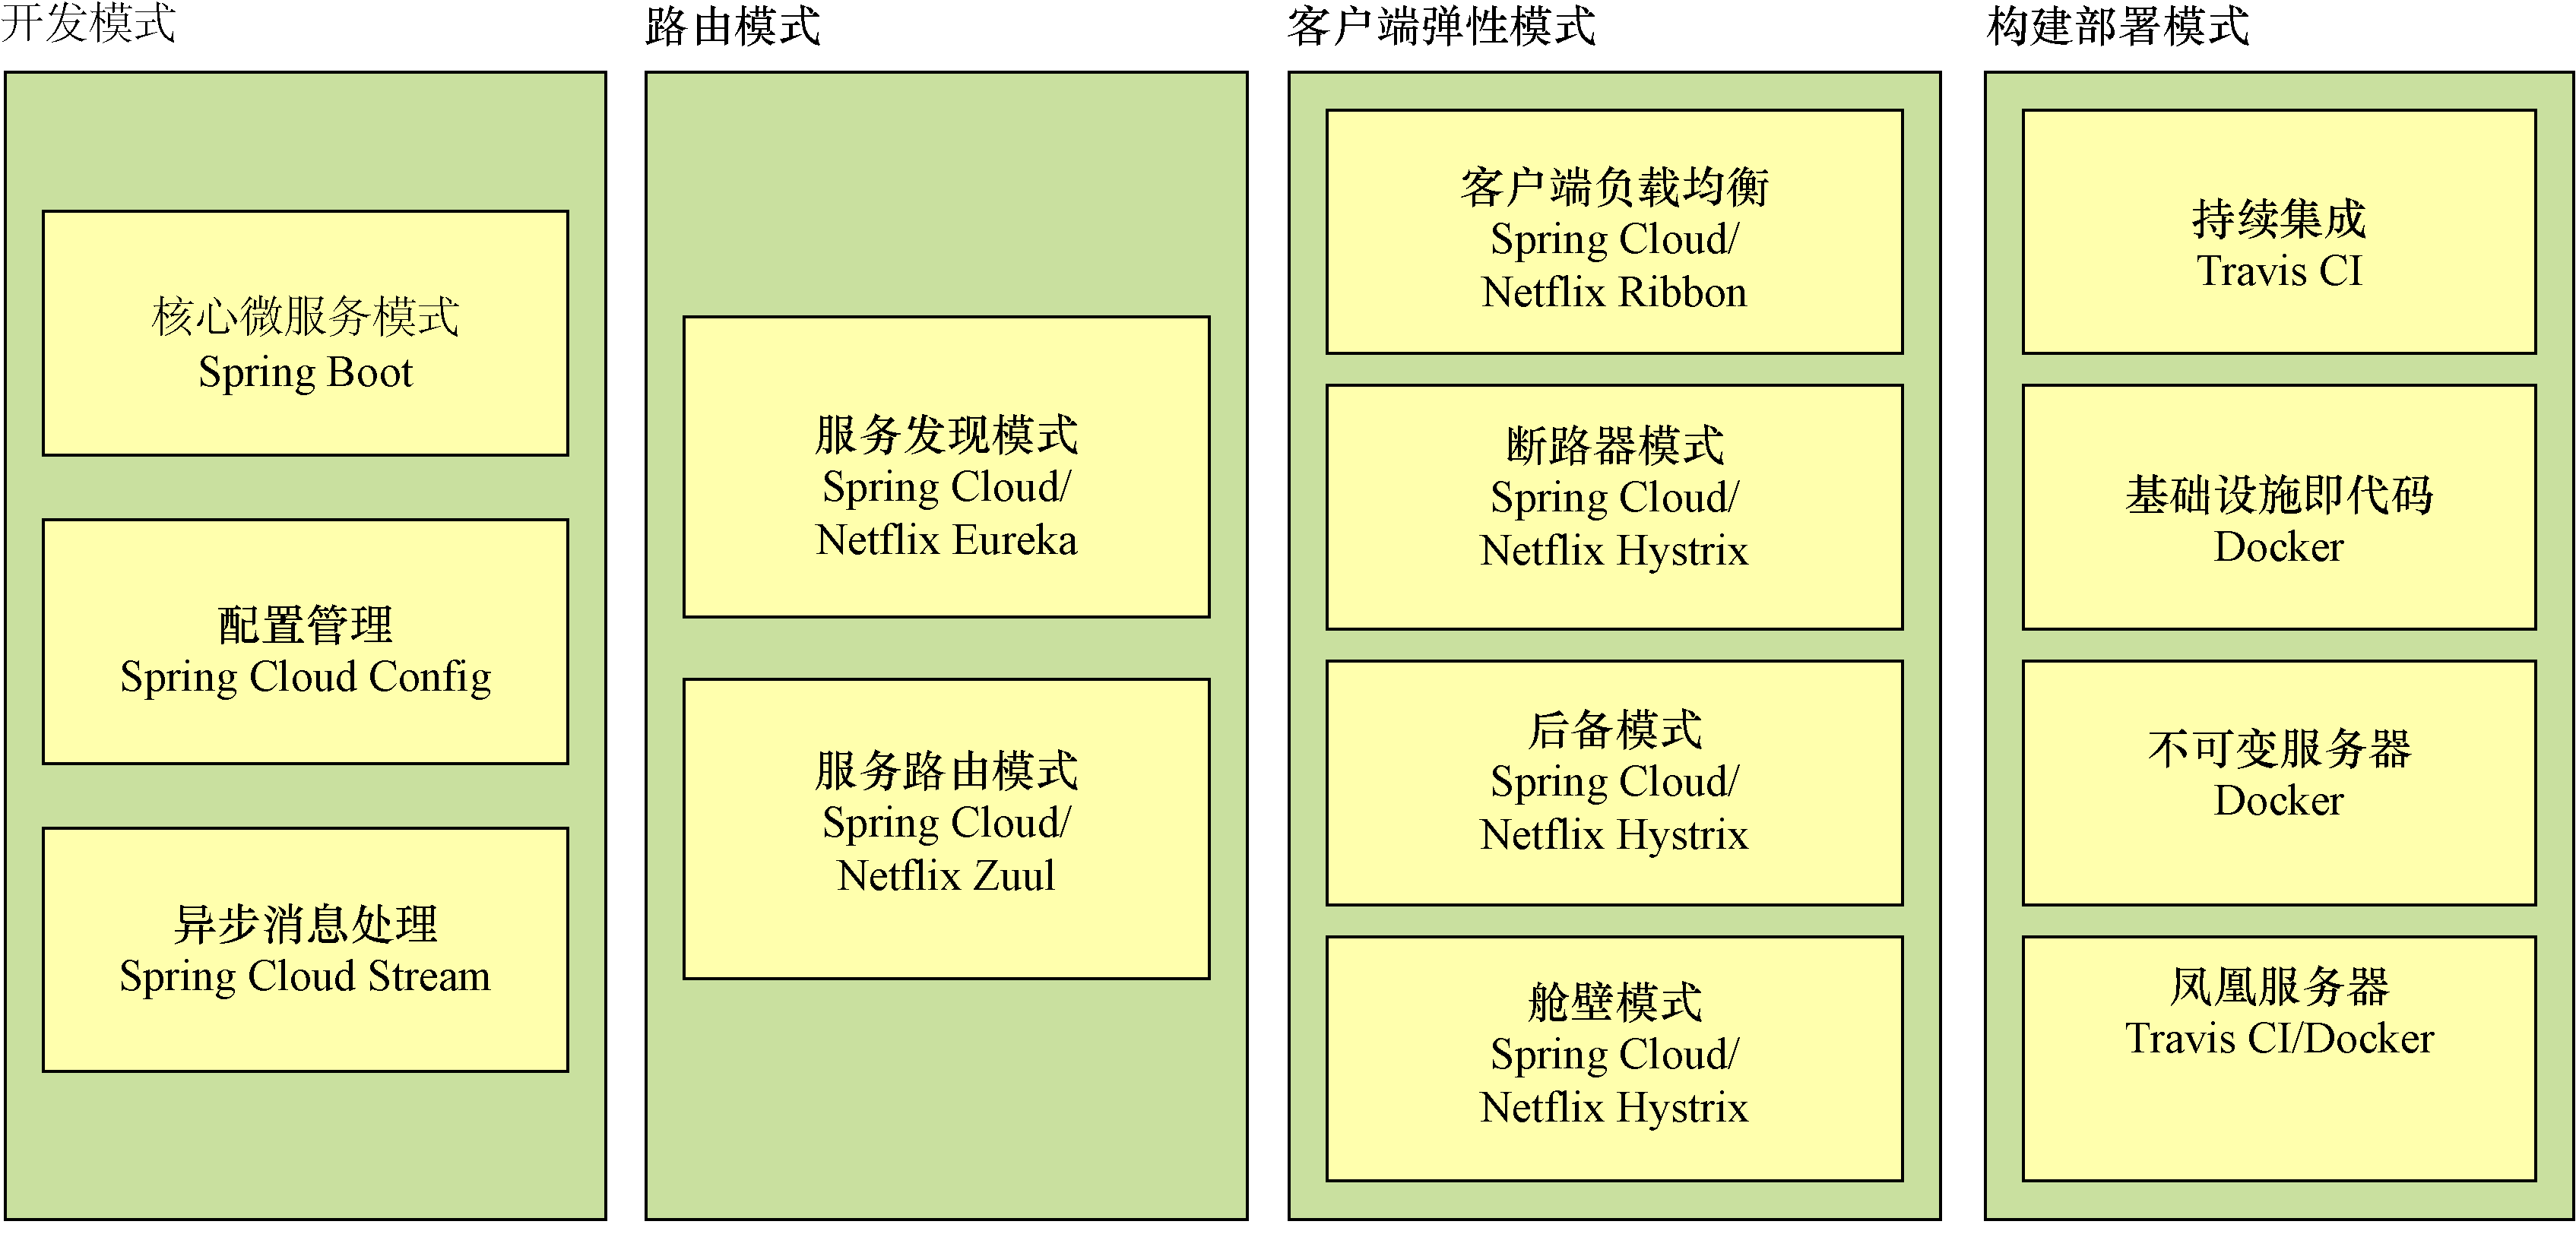 开发模式
核心微服务模式
Spring Boot
配置管理
Spring Cloud Config
异步消息处理
Spring Cloud Stream
路由模式
服务发现模式
Spring Cloud/
Netflix Eureka
服务路由模式
Spring Cloud/
Netflix Zuul
客户端弹性模式
客户端负载均衡
Spring Cloud/
Netflix Ribbon
断路器模式
Spring Cloud/
Netflix Hystrix
后备模式
Spring Cloud/
Netflix Hystrix
舱壁模式
Spring Cloud/
Netflix Hystrix
构建部署模式
持续集成
Travis CI
基础设施即代码
Docker
不可变服务器
Docker
凤凰服务器
Travis CI/Docker